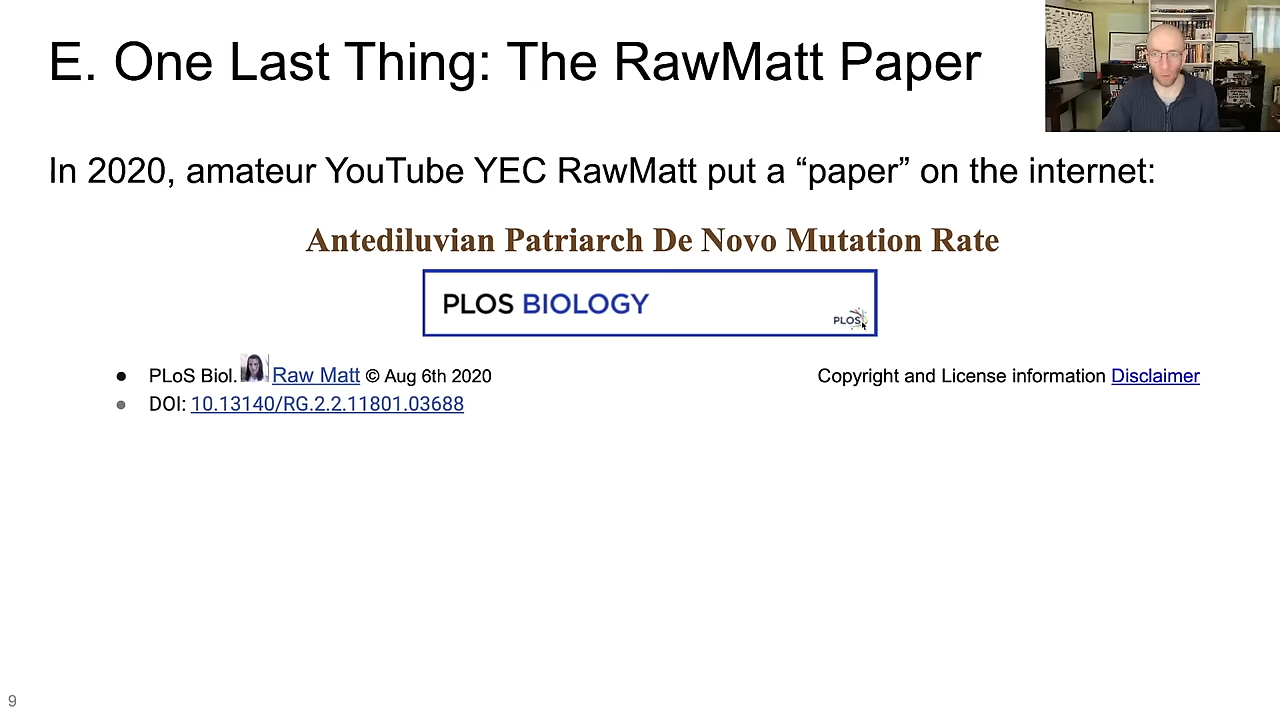 E. One Last Thing: The RawMatt Paper
In 2020, amateur YouTube YEC RawMatt put a “paper” on the internet:
Antediluvian Patriarch De Novo Mutation Rate
PLOS BIOLOGY
PLOS
● PLoS Biol. Raw Matt © Aug 6th 2020 Copyright and License information Disclaimer
● DOI: 10.13140/RG.2.2.11801.03688
9